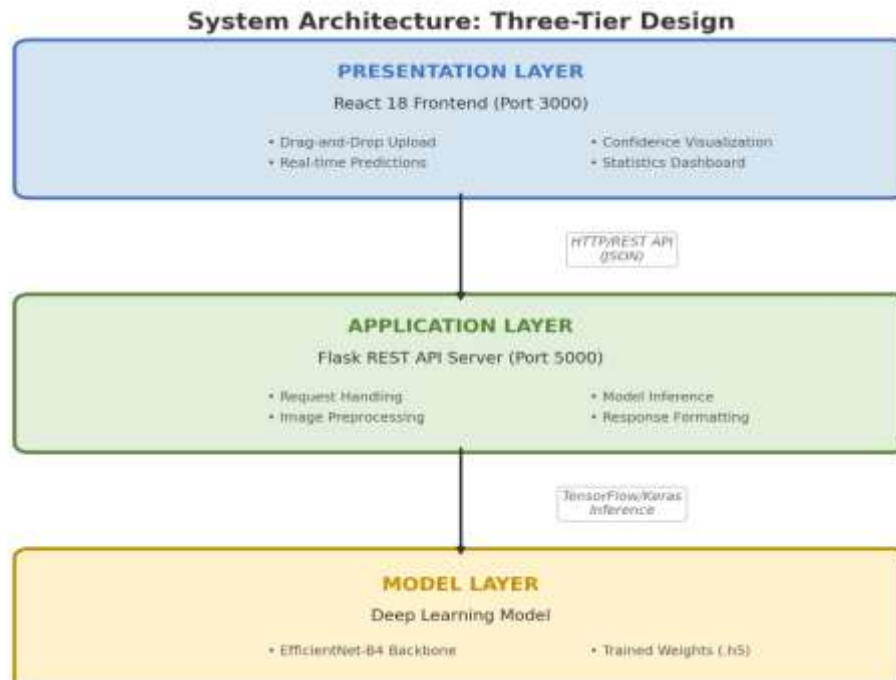 System Architecture: Three-Tier Design
PRESENTATION LAYER
React 18 Frontend (Port 3000)
• Drag-and-Drop Upload
• Confidence Visualization
• Real-time Predictions
• Statistics Dashboard
HTTP/REST API
(JSON)
APPLICATION LAYER
Flask REST API Server (Port 5000)
• Request Handling
• Model Inference
• Image Preprocessing
• Response Formatting
TensorFlow/Keras
Inference
MODEL LAYER
Deep Learning Model
• EfficientNet-B4 Backbone
• Trained Weights (.h5)